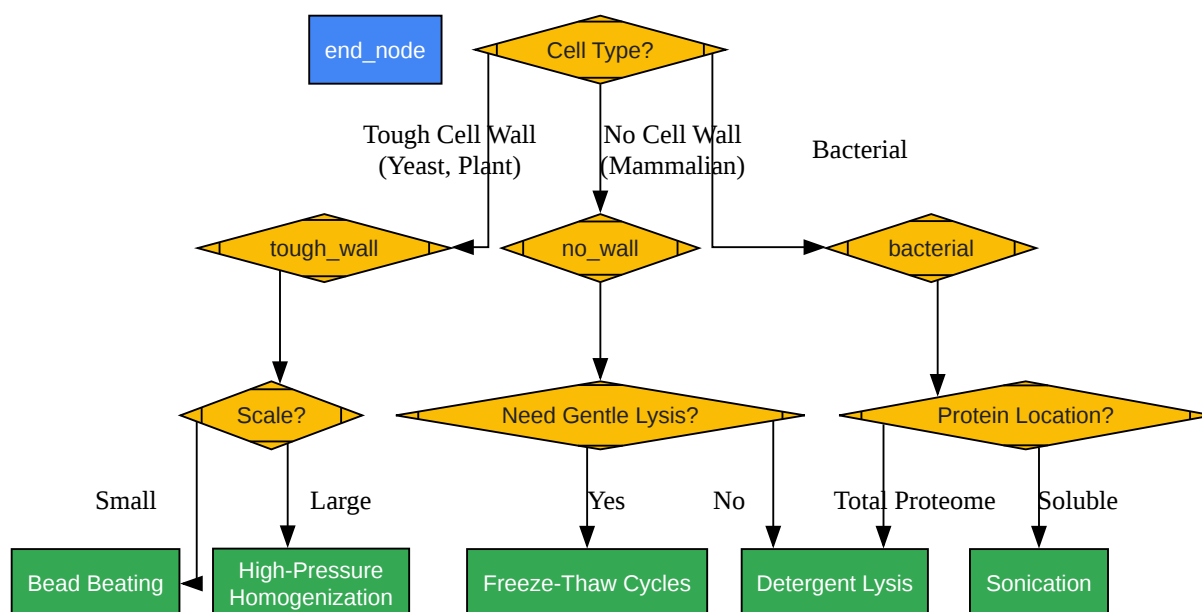 end_node
Cell Type?
Tough Cell Wall
(Yeast, Plant)
No Cell Wall
(Mammalian)
Bacterial
tough_wall
no_wall
bacterial
Scale?
Need Gentle Lysis?
Protein Location?
Small
Large
Yes
No
Total Proteome
Soluble
Bead Beating
High-Pressure
Homogenization
Freeze-Thaw Cycles
Detergent Lysis
Sonication